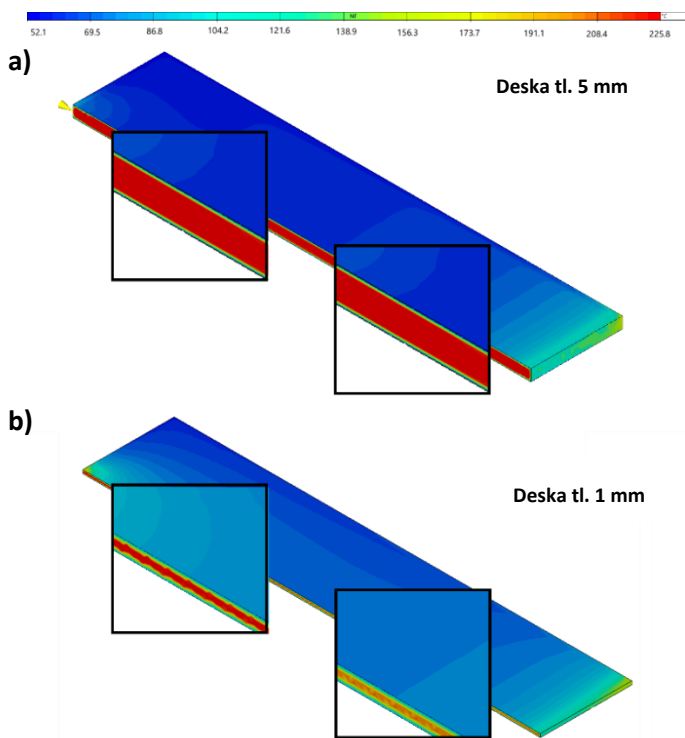 52.1 69.5 86.8 104.2 121.6 138.9 156.3 173.7 191.1 208.4 225.8
a)
Deska tl. 5 mm
b)
Deska tl. 1 mm